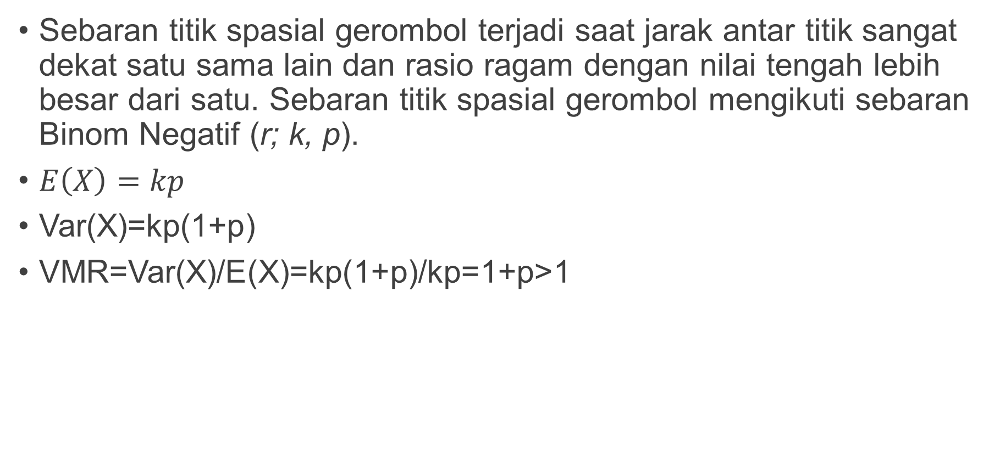 • Sebaran titik spasial gerombol terjadi saat jarak antar titik sangat
dekat satu sama lain dan rasio ragam dengan nilai tengah lebih
besar dari satu. Sebaran titik spasial gerombol mengikuti sebaran
Binom Negatif (r; k, p).
• E(X) = kp
• Var(X)=kp(1+p)
• VMR=Var(X)/E(X)=kp(1+p)/kp=1+p>1